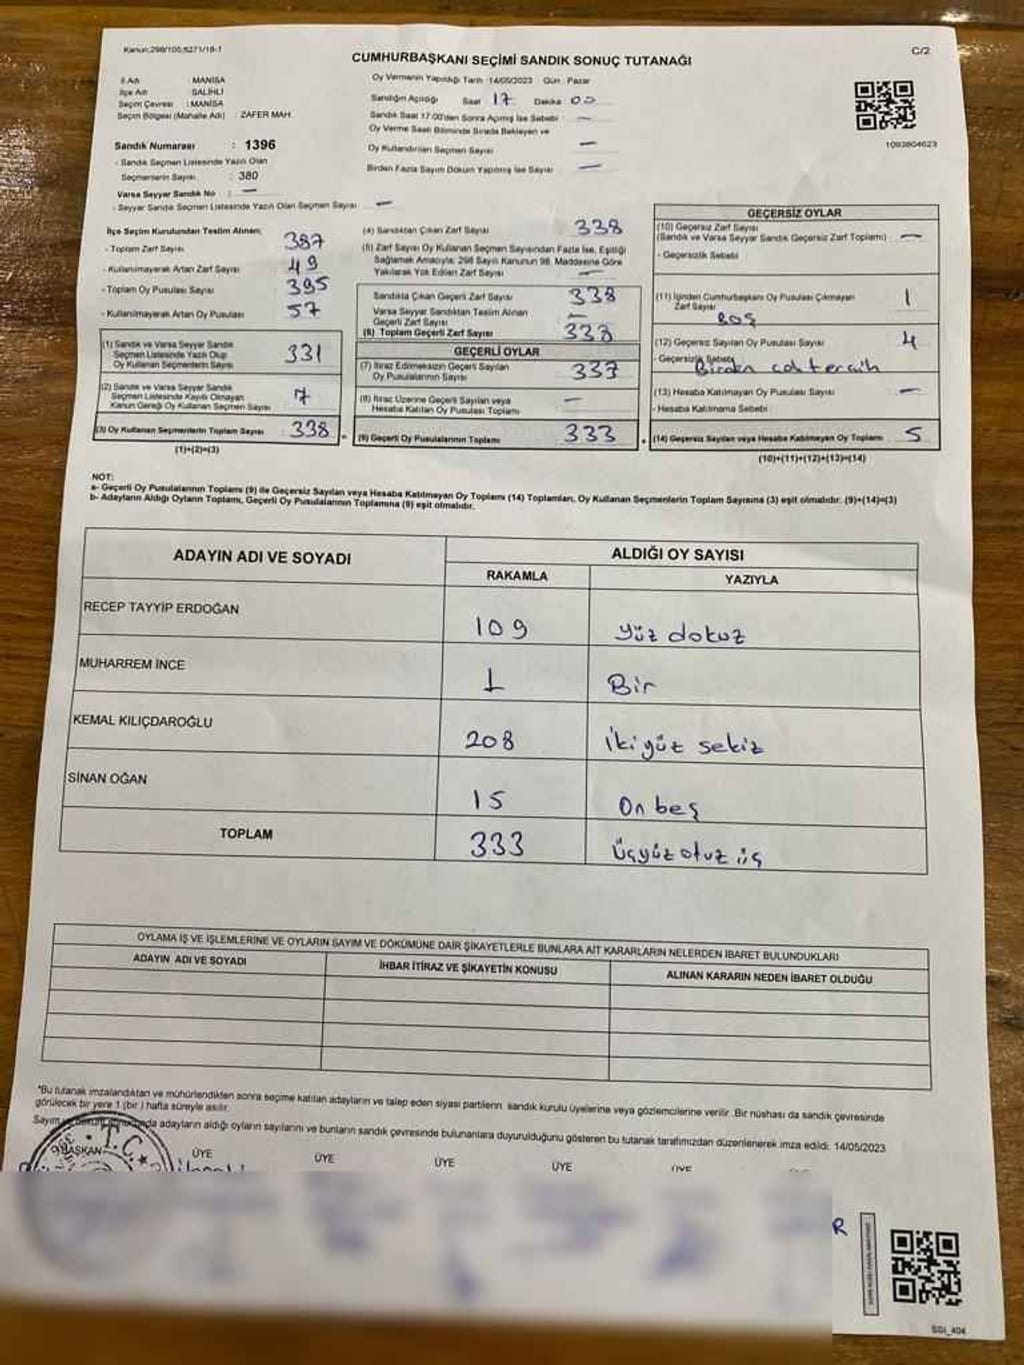 Kanun;298/105,6271/18-1
C/2
CUMHURBAŞKANI SEÇİMİ SANDIK SONUÇ TUTANAĞI
İl Adı : MANİSA
İlçe Adı : SALİHLİ
Seçim Çevresi : MANİSA
Seçim Bölgesi (Mahalle Adı) : ZAFER MAH.
Sandık Numarası : 1396
- Sandık Seçmen Listesinde Yazılı Olan
Seçmenlerin Sayısı : 380
Varsa Seyyar Sandık No : —
- Seyyar Sandık Seçmen Listesinde Yazılı Olan Seçmen Sayısı —
Oy Vermenin Yapıldığı Tarih :14/05/2023 Gün : Pazar
Sandığın Açıldığı Saat 17 Dakika 00
Sandık Saat 17:00'den Sonra Açılmış İse Sebebi : —
Oy Verme Saati Bitiminde Sırada Bekleyen ve
Oy Kullandırılan Seçmen Sayısı —
Birden Fazla Sayım Döküm Yapılmış İse Sayısı —
1093804623
İlçe Seçim Kurulundan Teslim Alınan;
- Toplam Zarf Sayısı 387
- Kullanılmayarak Artan Zarf Sayısı 49
- Toplam Oy Pusulası Sayısı 395
- Kullanılmayarak Artan Oy Pusulası 57
(1) Sandık ve Varsa Seyyar Sandık
Seçmen Listesinde Yazılı Olup
Oy Kullanan Seçmenlerin Sayısı 331
(2) Sandık ve Varsa Seyyar Sandık
Seçmen Listesinde Kayıtlı Olmayan
Kanun Gereği Oy Kullanan Seçmen Sayısı 7
(3) Oy Kullanan Seçmenlerin Toplam Sayısı 338
(1)+(2)=(3)
(4) Sandıktan Çıkan Zarf Sayısı 338
(5) Zarf Sayısı Oy Kullanan Seçmen Sayısından Fazla İse, Eşitliği
Sağlamak Amacıyla; 298 Sayılı Kanunun 98. Maddesine Göre
Yakılarak Yok Edilen Zarf Sayısı —
Sandıkta Çıkan Geçerli Zarf Sayısı 338
Varsa Seyyar Sandıktan Teslim Alınan
Geçerli Zarf Sayısı —
(6) Toplam Geçerli Zarf Sayısı 338
GEÇERLİ OYLAR
(7) İtiraz Edilmeksizin Geçerli Sayılan
Oy Pusulalarının Sayısı 333
(8) İtiraz Üzerine Geçerli Sayılan veya
Hesaba Katılan Oy Pusulası Toplamı —
(9) Geçerli Oy Pusulalarının Toplamı 333
GEÇERSİZ OYLAR
(10) Geçersiz Zarf Sayısı
(Sandık ve Varsa Seyyar Sandık Geçersiz Zarf Toplamı) —
- Geçersizlik Sebebi
(11) İçinden Cumhurbaşkanı Oy Pusulası Çıkmayan
Zarf Sayısı 1
Boş
(12) Geçersiz Sayılan Oy Pusulası Sayısı 4
- Geçersizlik Sebebi Birden çok tercih
(13) Hesaba Katılmayan Oy Pusulası Sayısı —
- Hesaba Katılmama Sebebi
(14) Geçersiz Sayılan veya Hesaba Katılmayan Oy Toplamı 5
(10)+(11)+(12)+(13)=(14)
NOT:
a- Geçerli Oy Pusulalarının Toplamı (9) ile Geçersiz Sayılan veya Hesaba Katılmayan Oy Toplamı (14) Toplamları, Oy Kullanan Seçmenlerin Toplam Sayısına (3) eşit olmalıdır. (9)+(14)=(3)
b- Adayların Aldığı Oyların Toplamı, Geçerli Oy Pusulalarının Toplamına (9) eşit olmalıdır.
ADAYIN ADI VE SOYADI
ALDIĞI OY SAYISI
RAKAMLA
YAZIYLA
RECEP TAYYİP ERDOĞAN 109 Yüz dokuz
MUHARREM İNCE 1 Bir
KEMAL KILIÇDAROĞLU 208 İki yüz sekiz
SİNAN OĞAN 15 On beş
TOPLAM 333 Üçyüz otuz üç
OYLAMA İŞ VE İŞLEMLERİNE VE OYLARIN SAYIM VE DÖKÜMÜNE DAİR ŞİKAYETLERLE BUNLARA AİT KARARLARIN NELERDEN İBARET BULUNDUKLARI
ADAYIN ADI VE SOYADI
İHBAR İTİRAZ VE ŞİKAYETİN KONUSU
ALINAN KARARIN NEDEN İBARET OLDUĞU
*Bu tutanak imzalandıktan ve mühürlendikten sonra seçime katılan adayların ve talep eden siyasi partilerin sandık kurulu üyelerine veya gözlemcilerine verilir .Bir nüshası da sandık çevresinde
görülecek bir yere 1 (bir ) hafta süreyle asılır.
Sayım adayların aldığı oyların sayılarını ve bunların sandık çevresinde bulunanlara duyurulduğunu gösteren bu tutanak tarafımızdan düzenlenerek imza edildi: 14/05/2023
BAŞKAN
ÜYE
ÜYE
ÜYE
ÜYE
ÜYE
T.C.
R
SGI_404